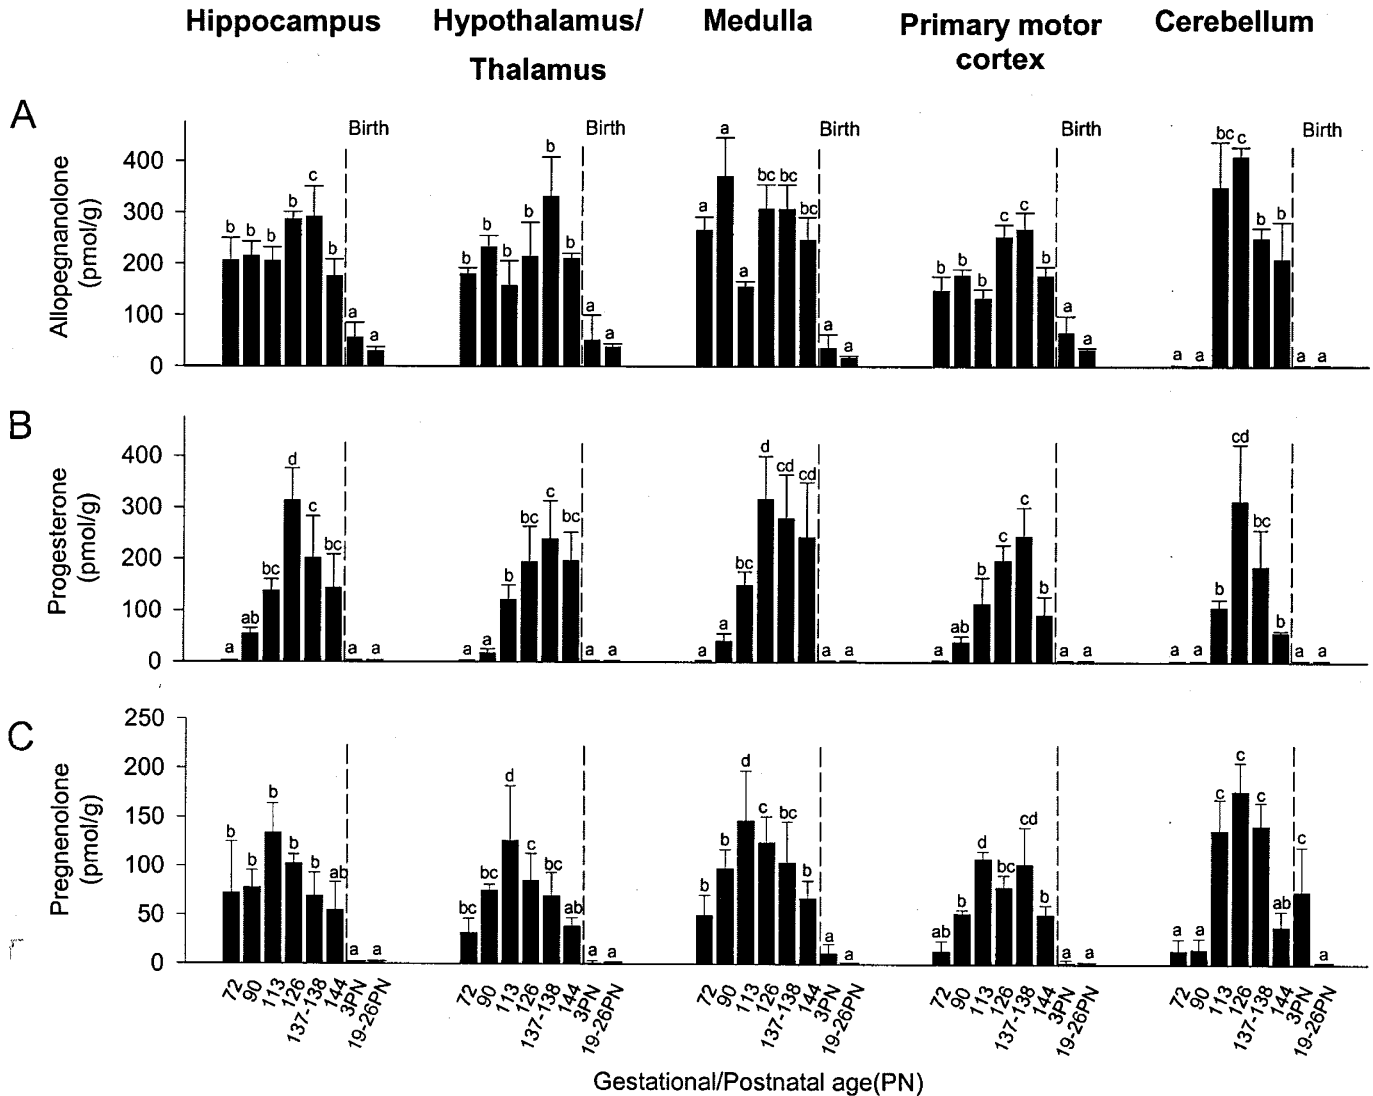 Hippocampus
Hypothalamus/
Thalamus
Medulla
Primary motor
cortex
Cerebellum
A
Allopegnanolone
(pmol/g)
400
300
200
100
0
Birth
Birth
Birth
Birth
Birth
b b b b c b a a
b b b b b b a a
a a a bc bc bc a a
b b b c c b a a
a a bc c b b a a
B
Progesterone
(pmol/g)
400
300
200
100
0
a ab bc d c bc a a
a a b bc c bc a a
a a bc d cd cd a a
a ab b c c b a a
a a b cd bc b a a
C
Pregnenolone
(pmol/g)
250
200
150
100
50
0
b b b b b ab a a
bc bc d c bc ab a a
b b d c bc b a a
ab b d bc cd b a a
a a c c c ab c a
72 90 113 126 137-138 144 3PN 19-26PN
72 90 113 126 137-138 144 3PN 19-26PN
72 90 113 126 137-138 144 3PN 19-26PN
72 90 113 126 137-138 144 3PN 19-26PN
72 90 113 126 137-138 144 3PN 19-26PN
Gestational/Postnatal age(PN)